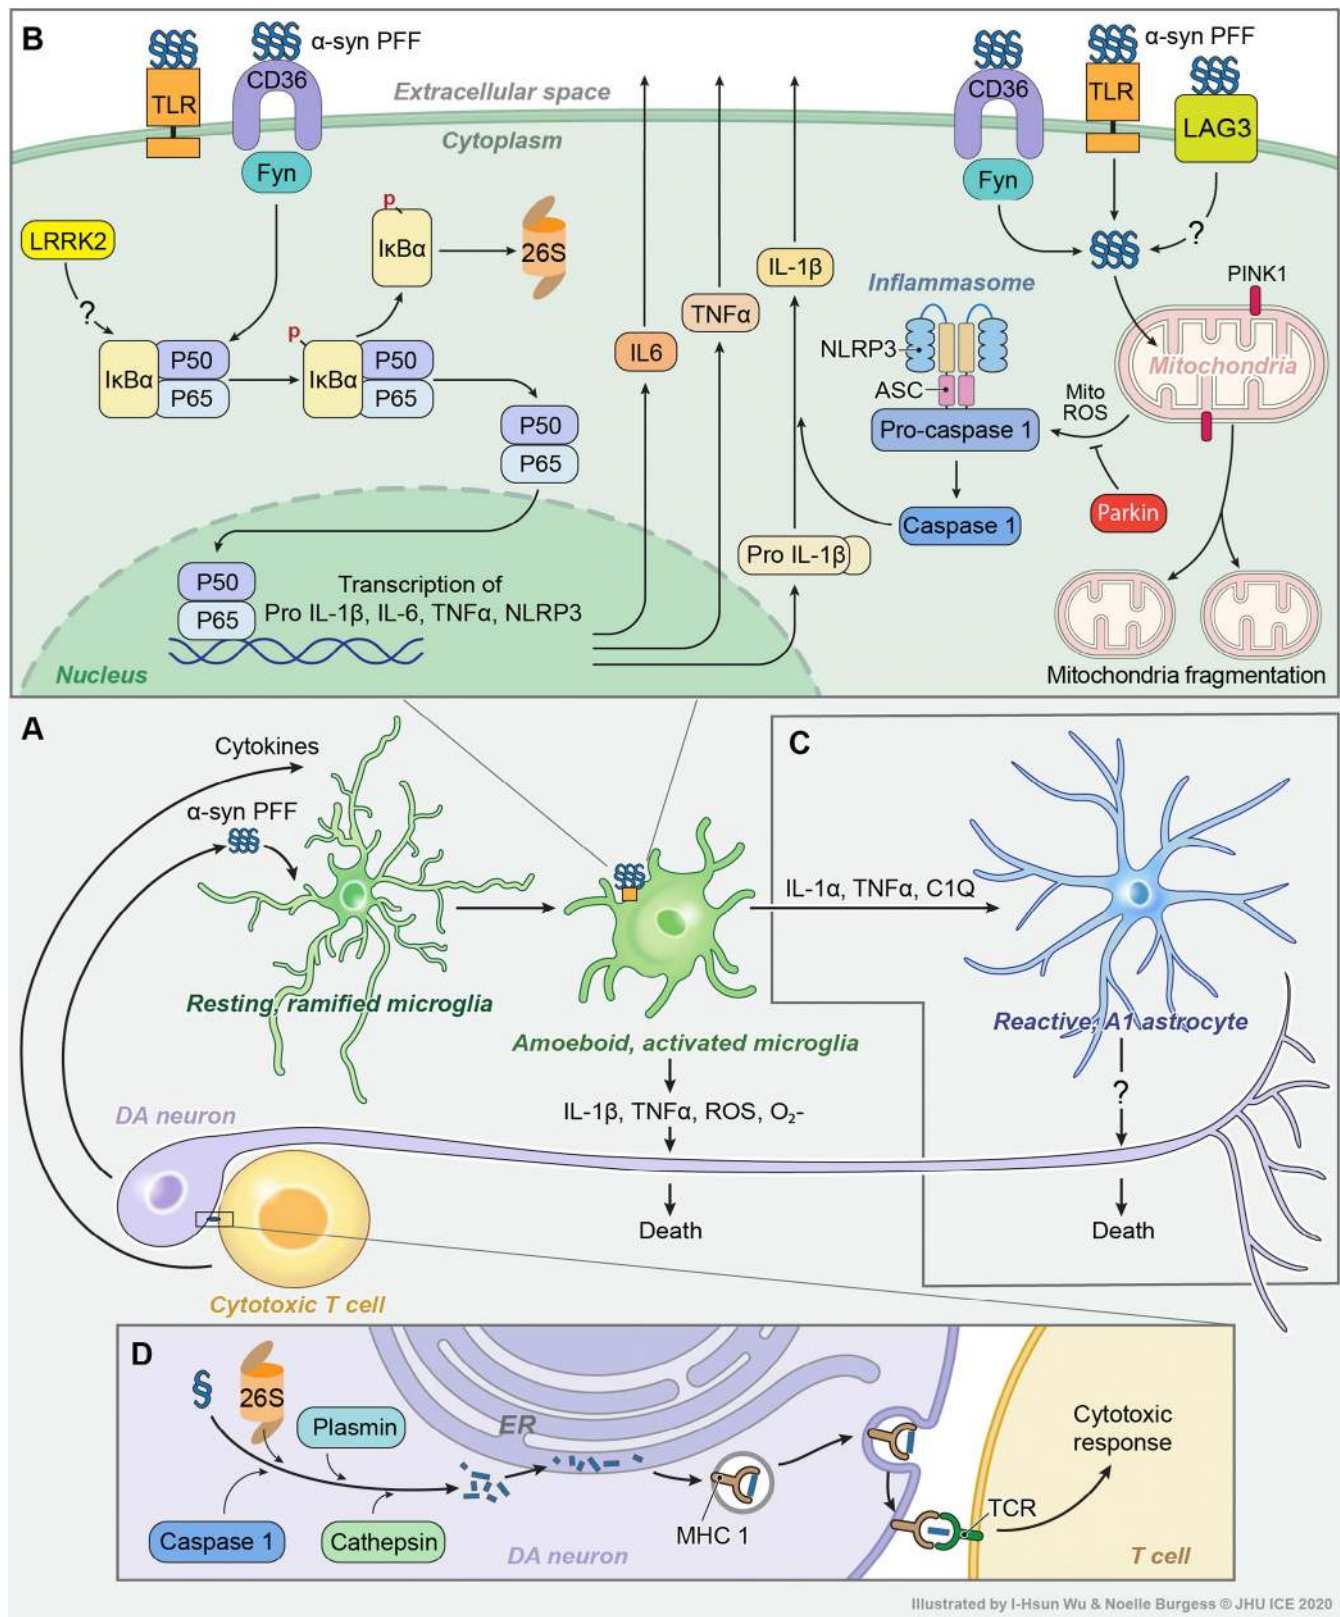 B
α-syn PFF
TLR
CD36
Fyn
Extracellular space
Cytoplasm
CD36
TLR
α-syn PFF
LAG3
Fyn
?
LRRK2
?
p
IκBα
26S
IκBα
P50
P65
p
IκBα
P50
P65
P50
P65
P50
P65
Transcription of
Pro IL-1β, IL-6, TNFα, NLRP3
Nucleus
IL6
TNFα
IL-1β
Pro IL-1β
Inflammasome
NLRP3
ASC
Pro-caspase 1
Caspase 1
Mito
ROS
Parkin
PINK1
Mitochondria
Mitochondria fragmentation
A
Cytokines
α-syn PFF
Resting, ramified microglia
Amoeboid, activated microglia
IL-1β, TNFα, ROS, O₂-
Death
DA neuron
Cytotoxic T cell
C
IL-1α, TNFα, C1Q
Reactive, A1 astrocyte
?
Death
D
26S
Plasmin
Caspase 1
Cathepsin
ER
MHC 1
DA neuron
TCR
Cytotoxic
response
T cell
Illustrated by I-Hsun Wu & Noelle Burgess © JHU ICE 2020